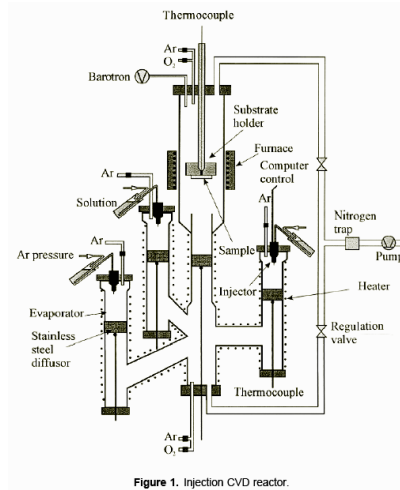 Thermocouple
Ar
O₂
Barotron
Substrate
holder
Furnace
Computer
control
Ar
Ar
Solution
Nitrogen
trap
Ar
Sample
Pump
Ar pressure
Injector
Heater
Evaporator
Regulation
valve
Stainless
steel
diffusor
Thermocouple
Ar
O₂
Figure 1. Injection CVD reactor.